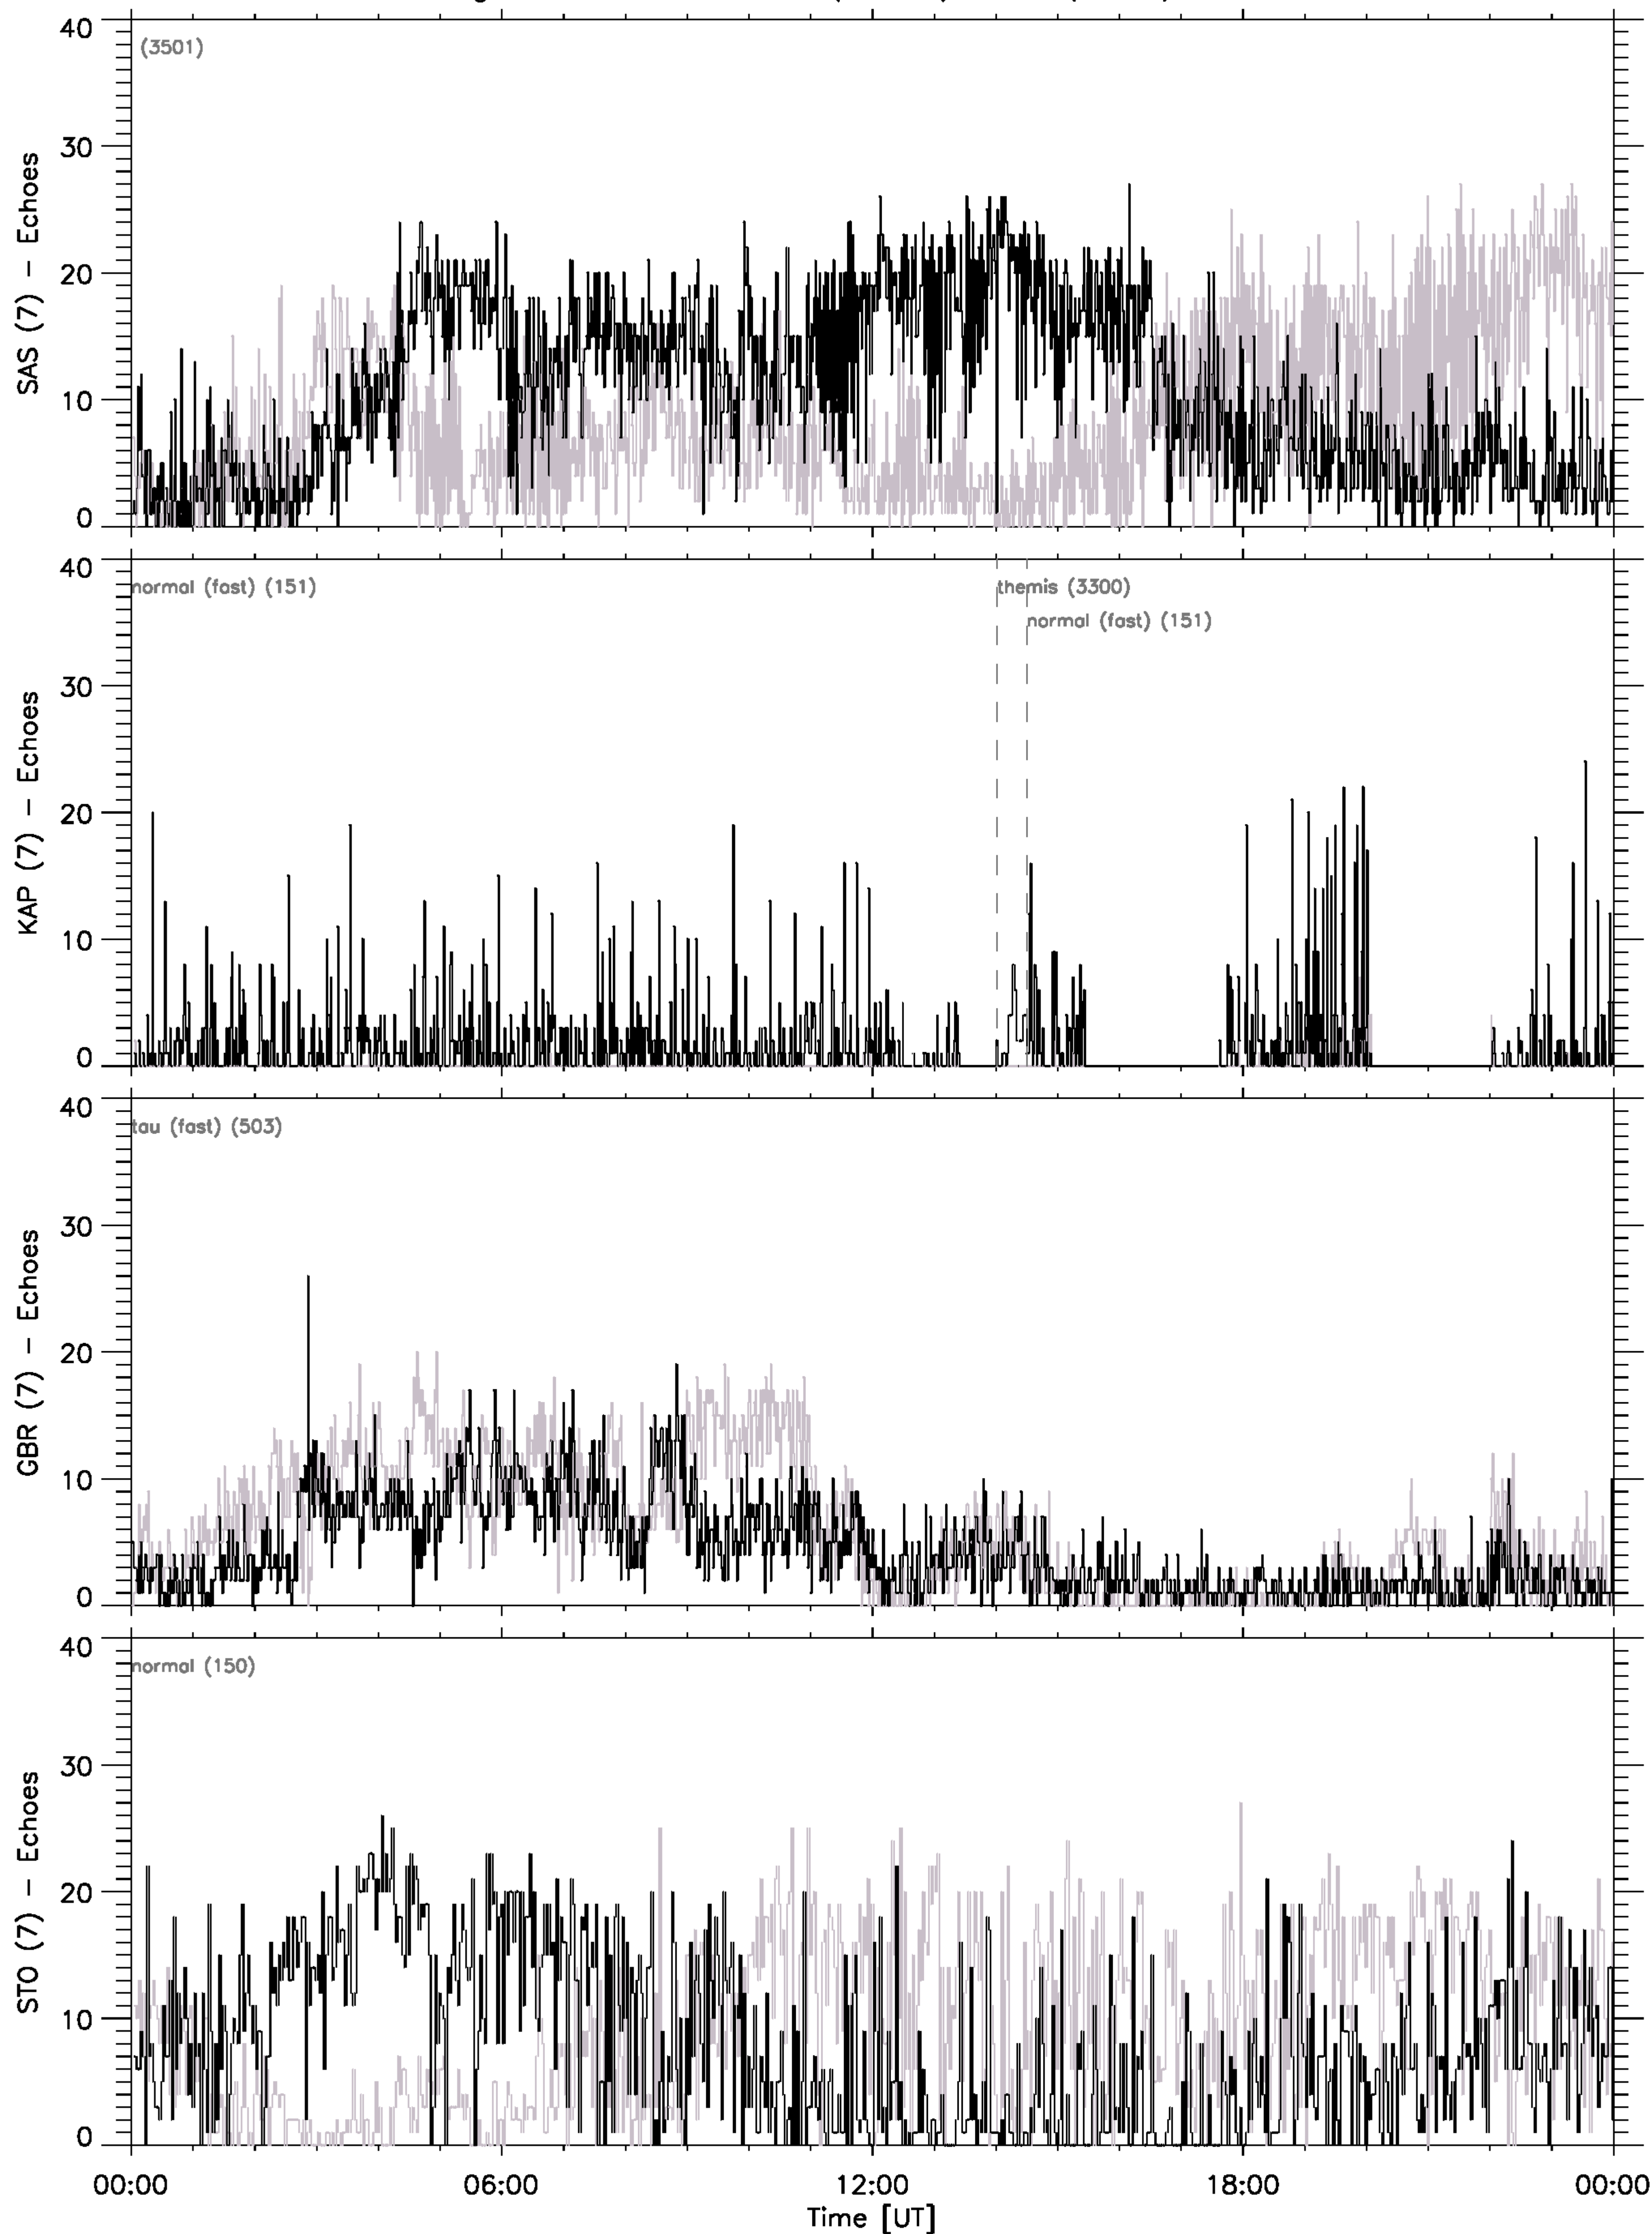 40
(3501)
30
20
10
0
SAS (7) – Echoes
40
normal (fast) (151)
themis (3300)
normal (fast) (151)
30
20
10
0
KAP (7) – Echoes
40
tau (fast) (503)
30
20
10
0
GBR (7) – Echoes
40
normal (150)
30
20
10
0
STO (7) – Echoes
00:00 06:00 12:00 18:00 00:00
Time [UT]